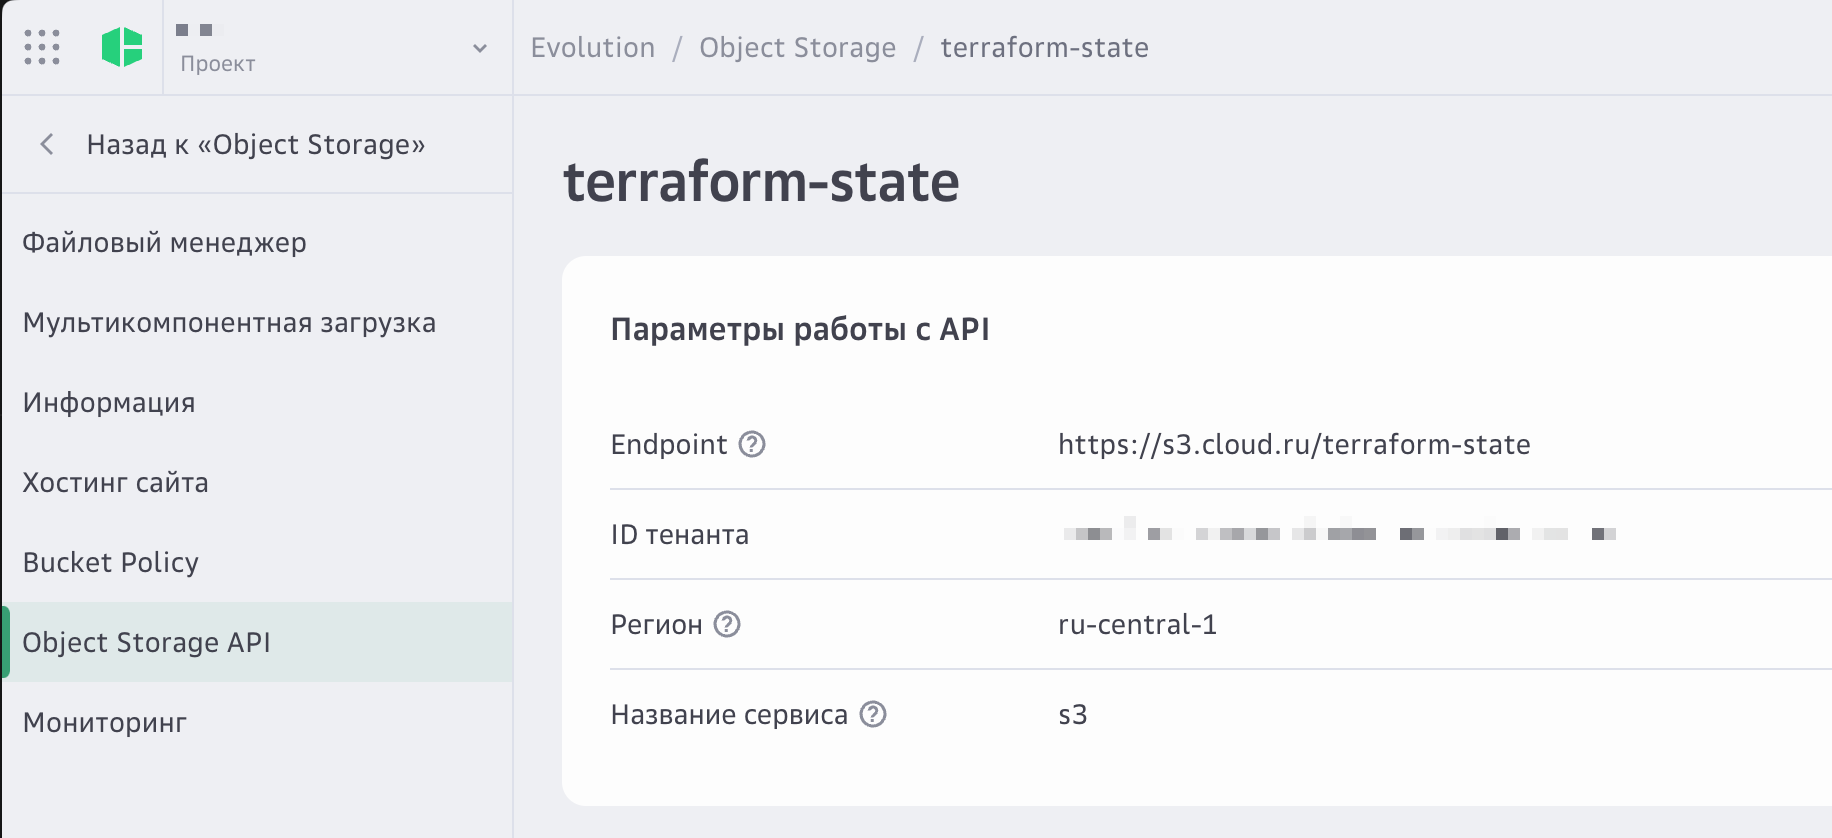 Проект
Evolution / Object Storage / terraform-state
Назад к «Object Storage»
Файловый менеджер
Мультикомпонентная загрузка
Информация
Хостинг сайта
Bucket Policy
Object Storage API
Мониторинг
terraform-state
Параметры работы с API
Endpoint ? https://s3.cloud.ru/terraform-state
ID тенанта
Регион ? ru-central-1
Название сервиса ? s3